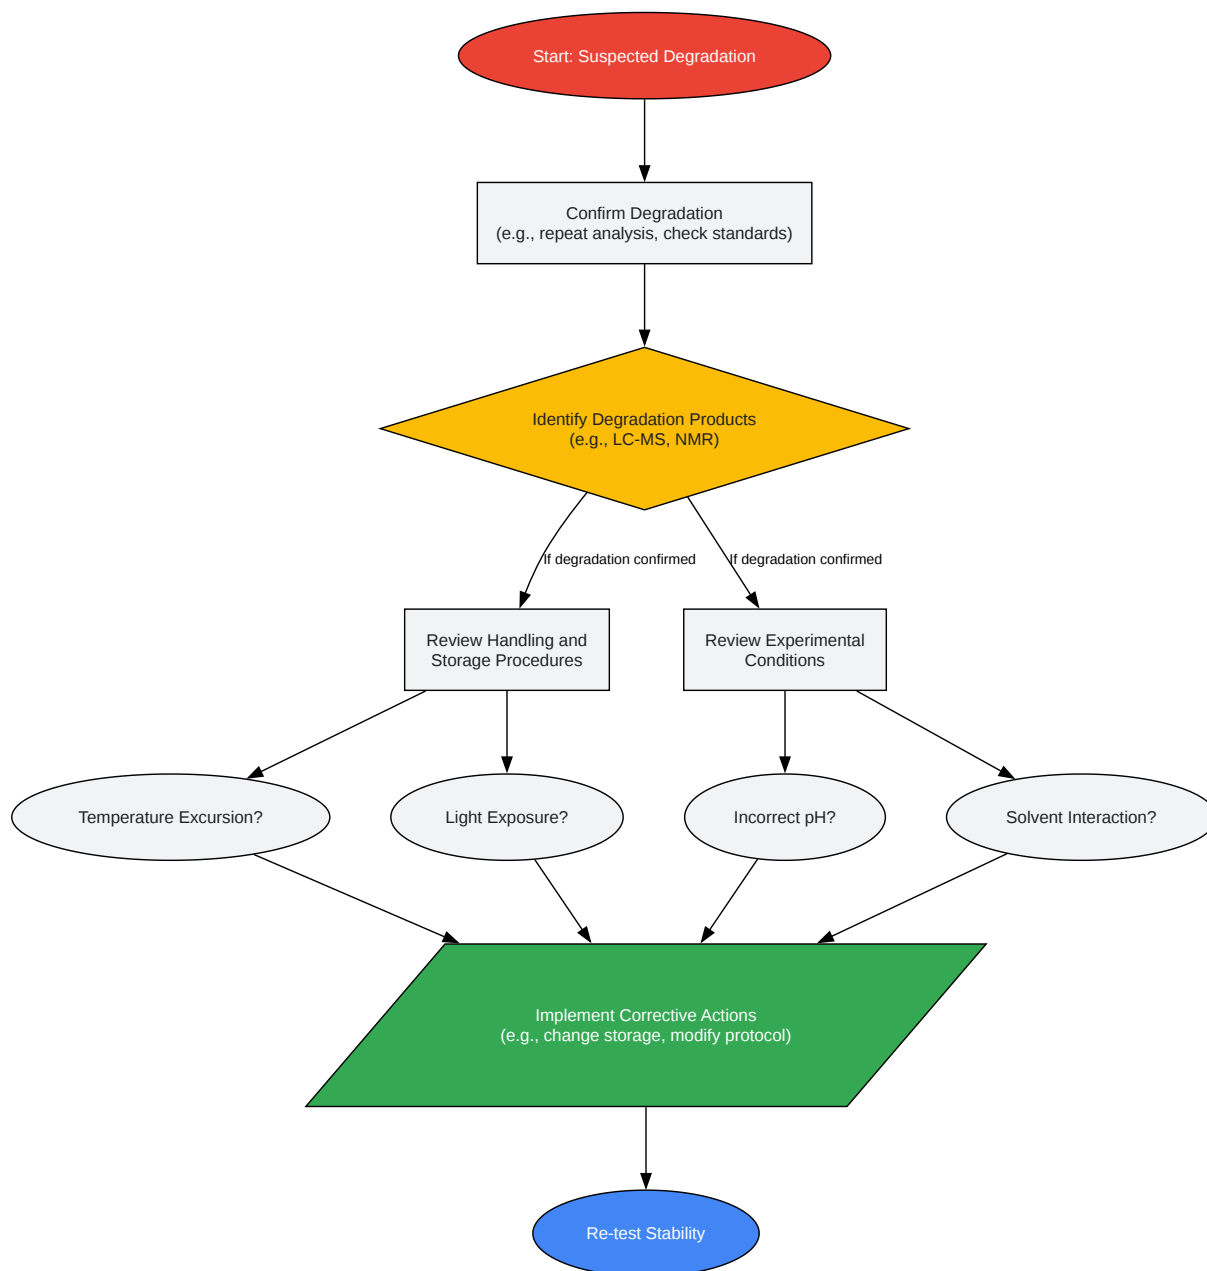 Start: Suspected Degradation
Confirm Degradation
(e.g., repeat analysis, check standards)
Identify Degradation Products
(e.g., LC-MS, NMR)
If degradation confirmed
If degradation confirmed
Review Handling and
Storage Procedures
Review Experimental
Conditions
Temperature Excursion?
Light Exposure?
Incorrect pH?
Solvent Interaction?
Implement Corrective Actions
(e.g., change storage, modify protocol)
Re-test Stability